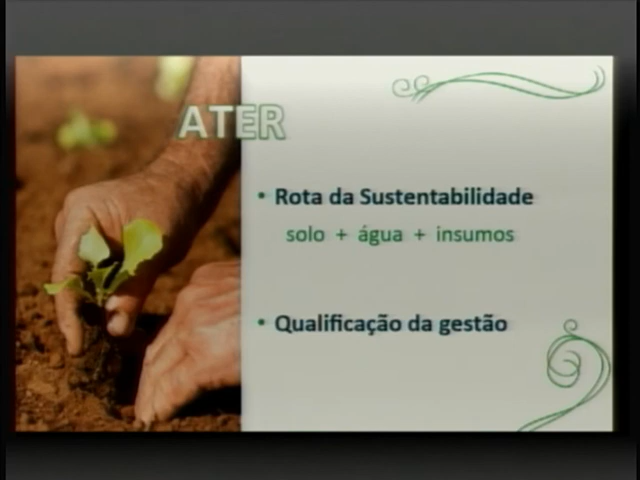 ATER
• Rota da Sustentabilidade
solo + água + insumos
• Qualificação da gestão